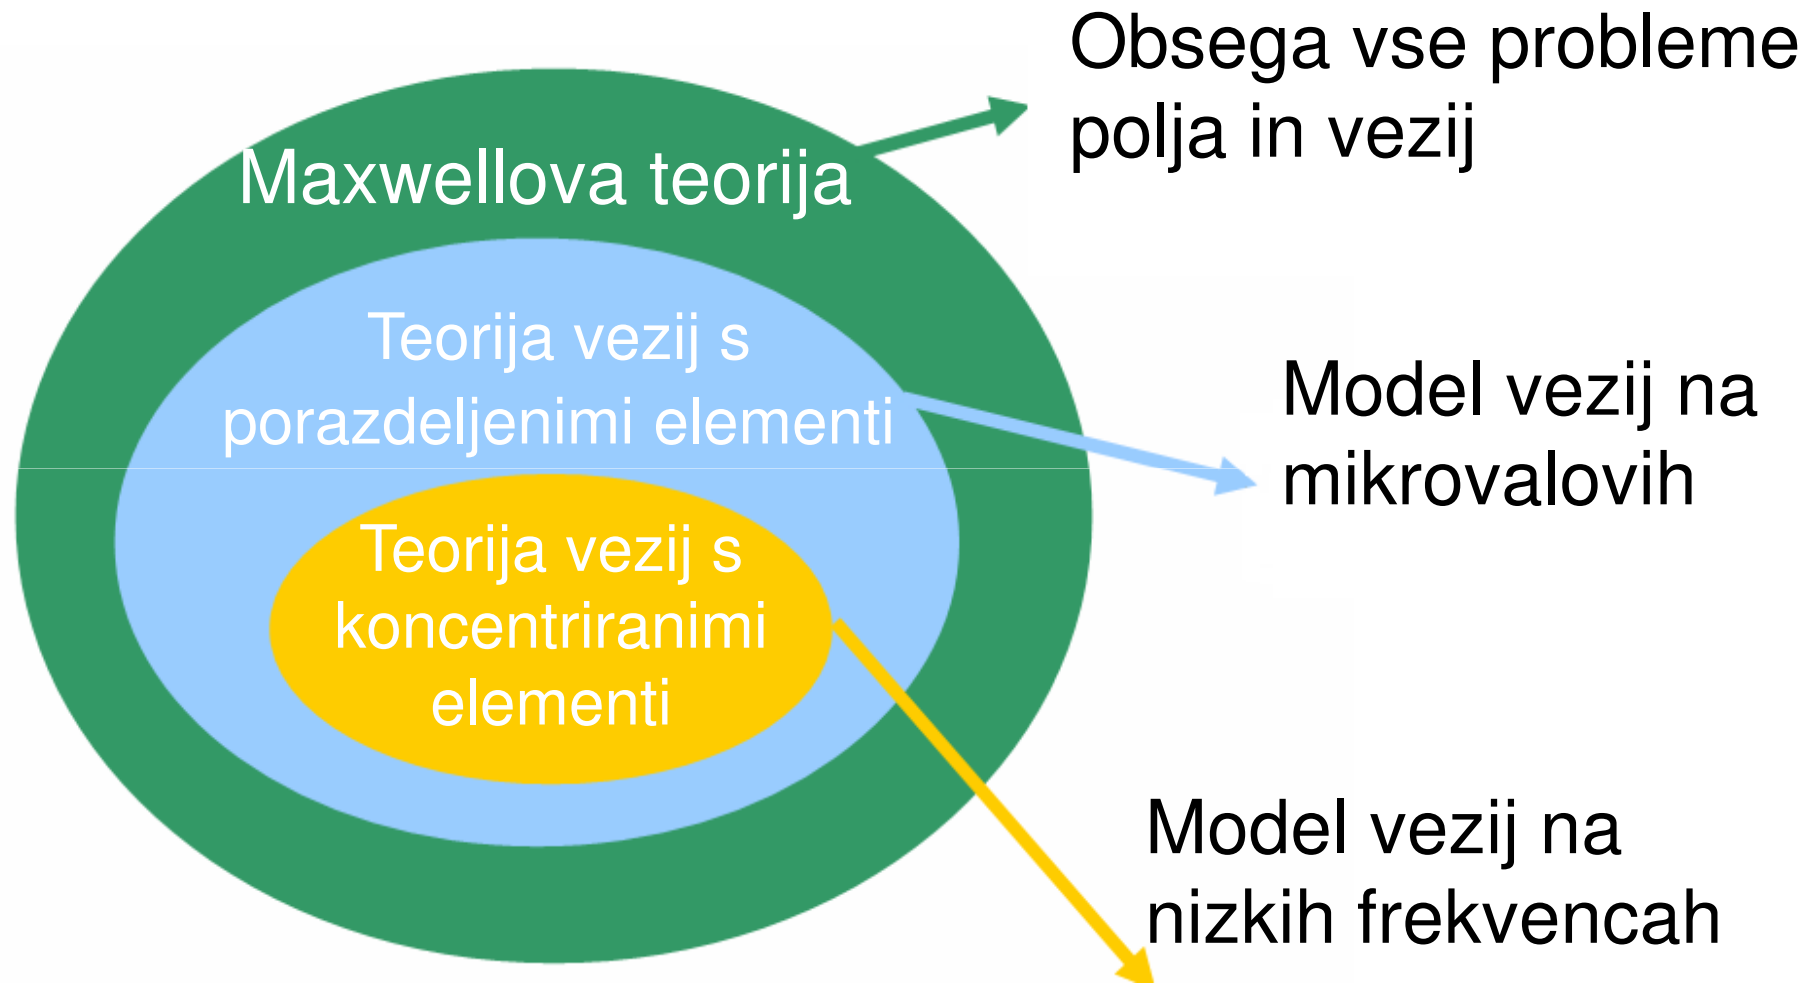 Obsega vse probleme
polja in vezij
Maxwellova teorija
Teorija vezij s
porazdeljenimi elementi
Model vezij na
mikrovalovih
Teorija vezij s
koncentriranimi
elementi
Model vezij na
nizkih frekvencah